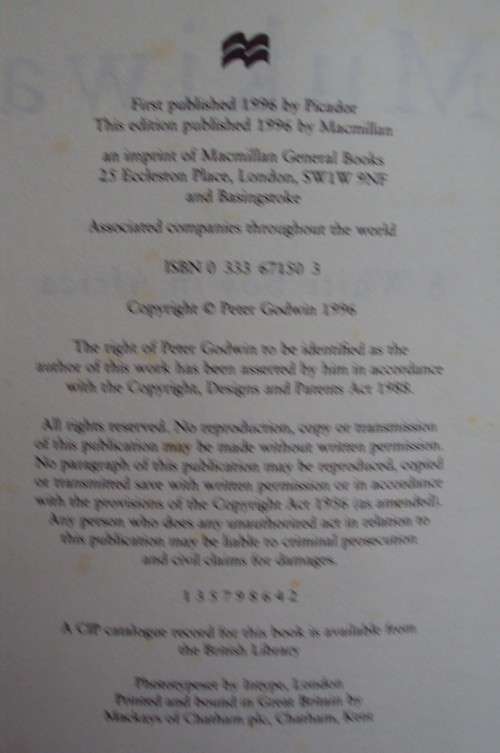 First published 1996 by Picador
This edition published 1996 by Macmillan
an imprint of Macmillan General Books
25 Eccleston Place, London, SW1W 9NF
and Basingstoke
Associated companies throughout the world
ISBN 0 333 67150 3
Copyright © Peter Godwin 1996
The right of Peter Godwin to be identified as the
author of this work has been asserted by him in accordance
with the Copyright, Designs and Patents Act 1988.
All rights reserved. No reproduction, copy or transmission
of this publication may be made without written permission.
No paragraph of this publication may be reproduced, copied
or transmitted save with written permission or in accordance
with the provisions of the Copyright Act 1956 (as amended).
Any person who does any unauthorized act in relation to
this publication may be liable to criminal prosecution
and civil claims for damages.
1 3 5 7 9 8 6 4 2
A CIP catalogue record for this book is available from
the British Library
Phototypeset by Intype, London
Printed and bound in Great Britain by
Mackays of Chatham plc, Chatham, Kent